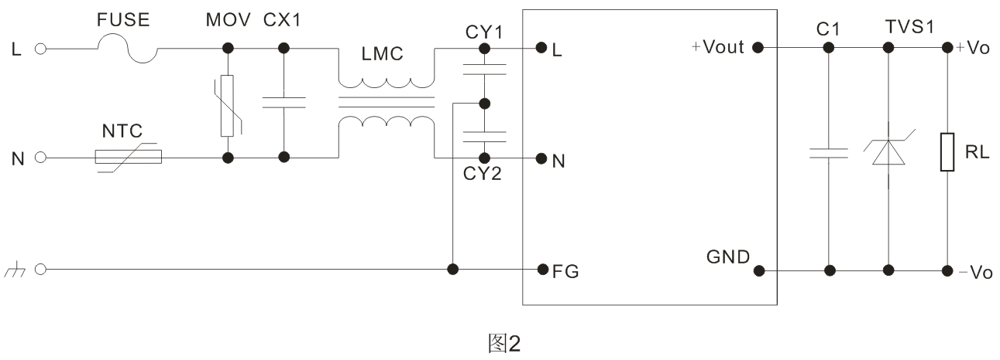 FUSE MOV CX1 CY1 C1 TVS1
L LMC L +Vout +Vo
NTC
N CY2 N RL
GND
FG -Vo
图2